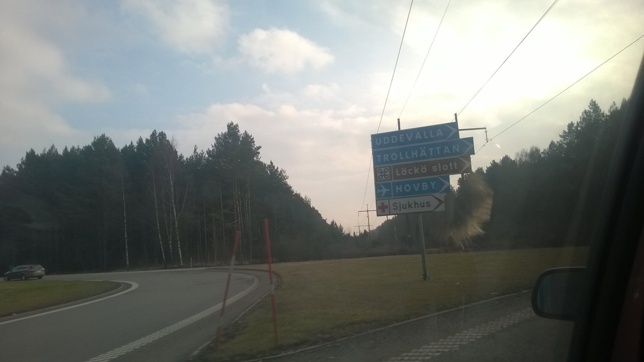 UDDEVALLA
TROLLHÄTTAN
Läckö slott
HOVBY
Sjukhus